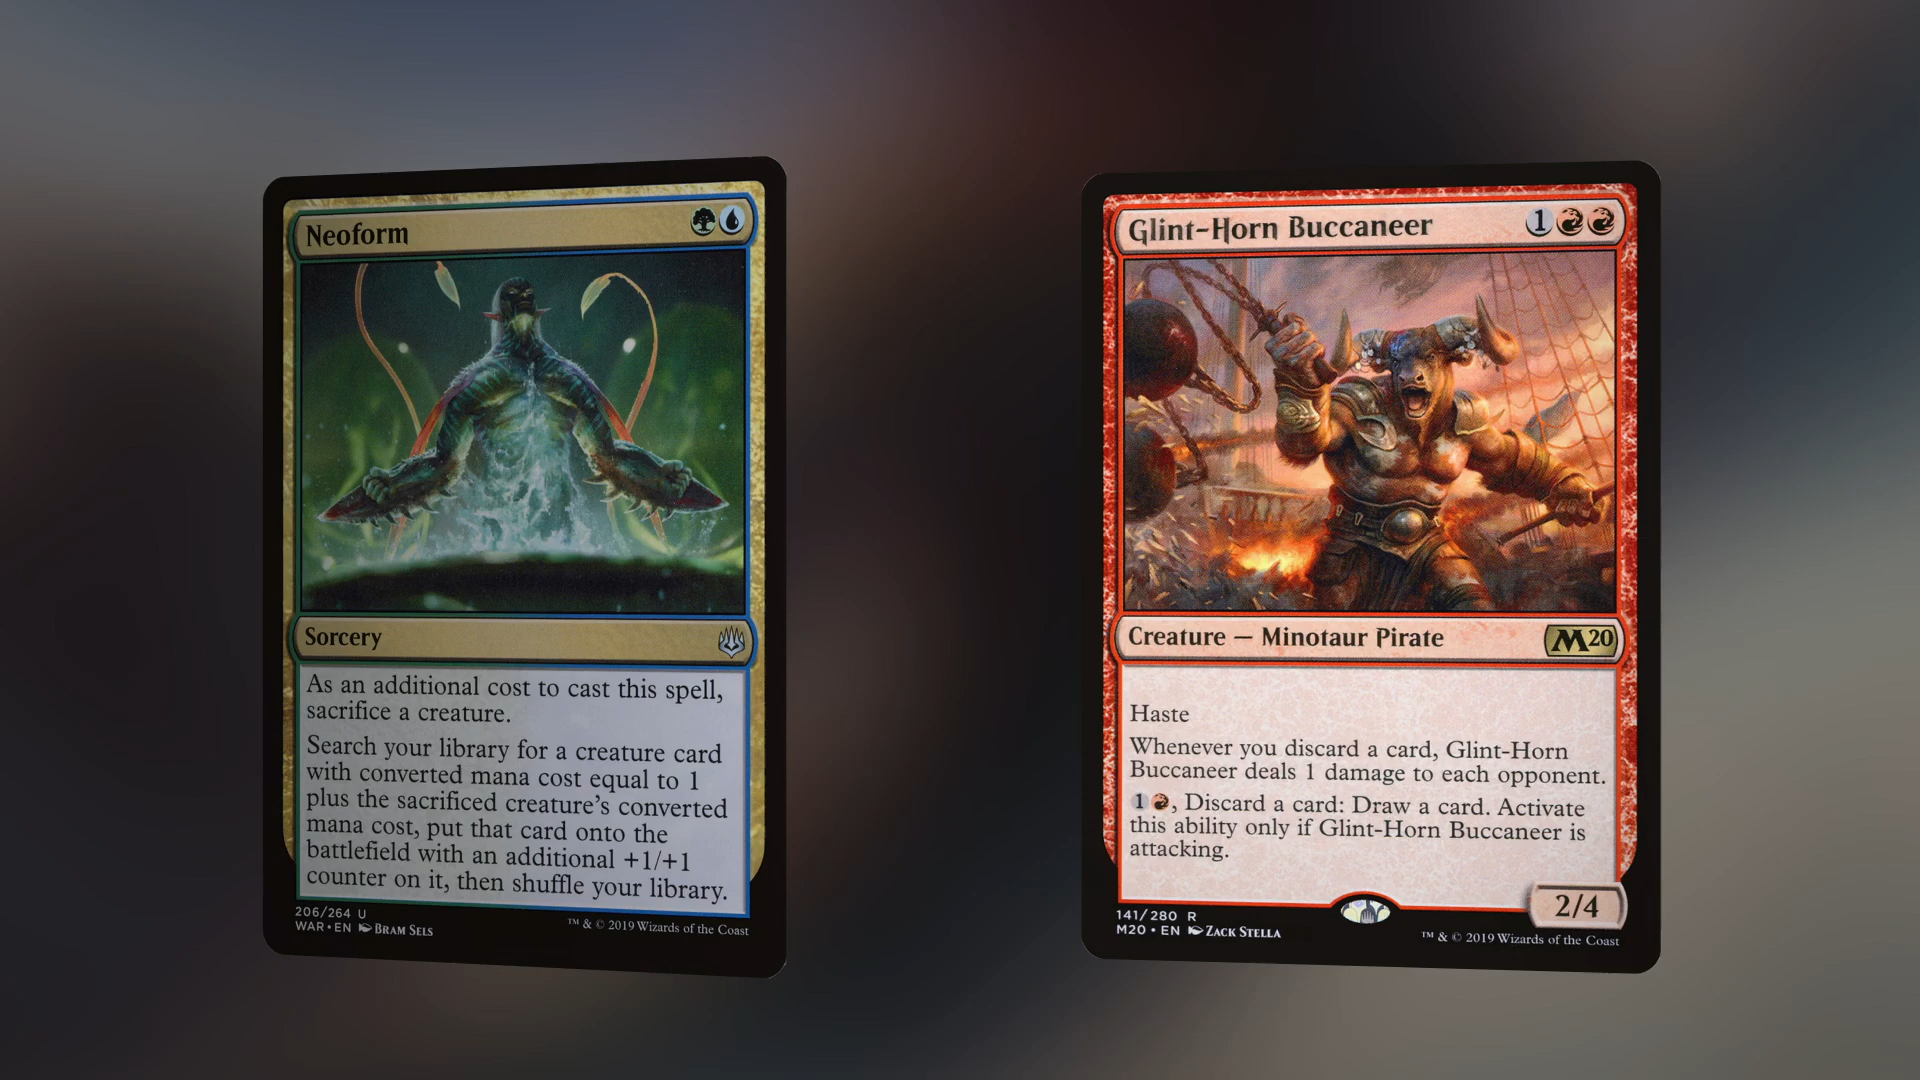 Neoform
Sorcery
As an additional cost to cast this spell,
sacrifice a creature.
Search your library for a creature card
with converted mana cost equal to 1
plus the sacrificed creature's converted
mana cost, put that card onto the
battlefield with an additional +1/+1
counter on it, then shuffle your library.
206/264 U
WAR • EN BRAM SELS
™ & © 2019 Wizards of the Coast
Glint-Horn Buccaneer
1
Creature — Minotaur Pirate
M20
Haste
Whenever you discard a card, Glint-Horn
Buccaneer deals 1 damage to each opponent.
1, Discard a card: Draw a card. Activate
this ability only if Glint-Horn Buccaneer is
attacking.
2/4
141/280 R
M20 • EN ZACK STELLA
™ & © 2019 Wizards of the Coast